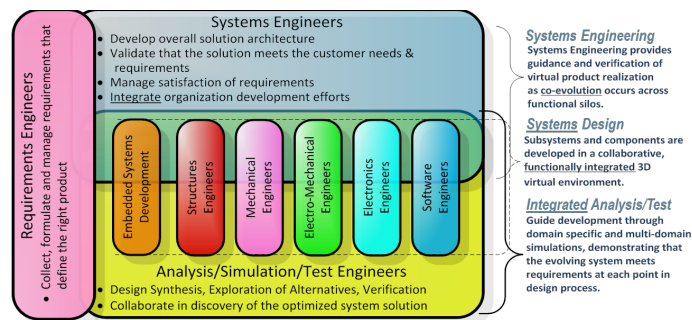 Requirements Engineers
• Collect, formulate and manage requirements that
define the right product
Systems Engineers
• Develop overall solution architecture
• Validate that the solution meets the customer needs &
requirements
• Manage satisfaction of requirements
• Integrate organization development efforts
Embedded Systems
Development
Structures
Engineers
Mechanical
Engineers
Electro-Mechanical
Engineers
Electronics
Engineers
Software
Engineers
Analysis/Simulation/Test Engineers
• Design Synthesis, Exploration of Alternatives, Verification
• Collaborate in discovery of the optimized system solution
Systems Engineering
Systems Engineering provides
guidance and verification of
virtual product realization
as co-evolution occurs across
functional silos.
Systems Design
Subsystems and components are
developed in a collaborative,
functionally integrated 3D
virtual environment.
Integrated Analysis/Test
Guide development through
domain specific and multi-domain
simulations, demonstrating that
the evolving system meets
requirements at each point in
design process.